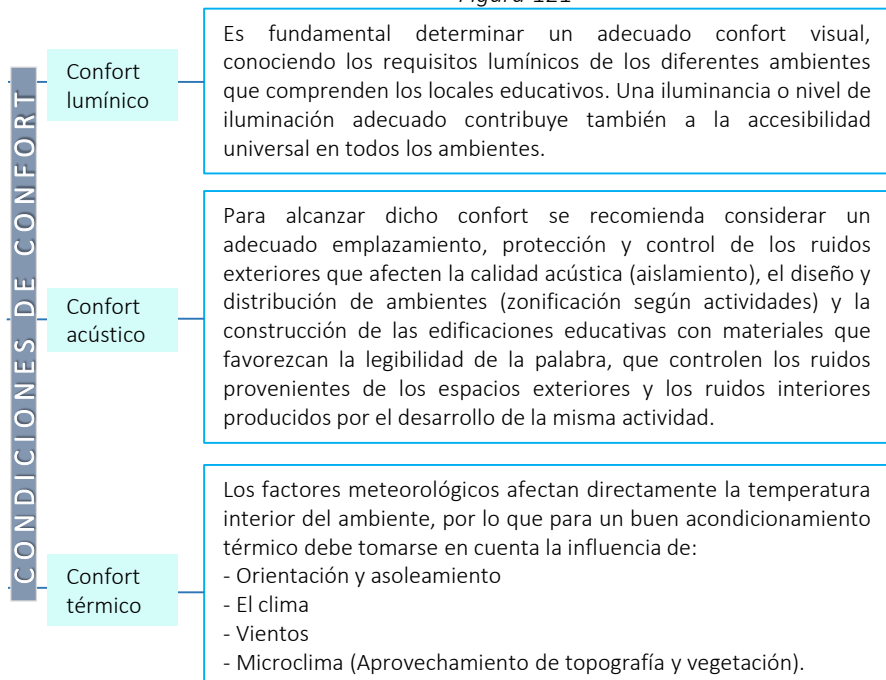 Figura 121
CONDICIONES DE CONFORT
Confort
lumínico
Es fundamental determinar un adecuado confort visual,
conociendo los requisitos lumínicos de los diferentes ambientes
que comprenden los locales educativos. Una iluminancia o nivel de
iluminación adecuado contribuye también a la accesibilidad
universal en todos los ambientes.
Confort
acústico
Para alcanzar dicho confort se recomienda considerar un
adecuado emplazamiento, protección y control de los ruidos
exteriores que afecten la calidad acústica (aislamiento), el diseño y
distribución de ambientes (zonificación según actividades) y la
construcción de las edificaciones educativas con materiales que
favorezcan la legibilidad de la palabra, que controlen los ruidos
provenientes de los espacios exteriores y los ruidos interiores
producidos por el desarrollo de la misma actividad.
Confort
térmico
Los factores meteorológicos afectan directamente la temperatura
interior del ambiente, por lo que para un buen acondicionamiento
térmico debe tomarse en cuenta la influencia de:
- Orientación y asoleamiento
- El clima
- Vientos
- Microclima (Aprovechamiento de topografía y vegetación).